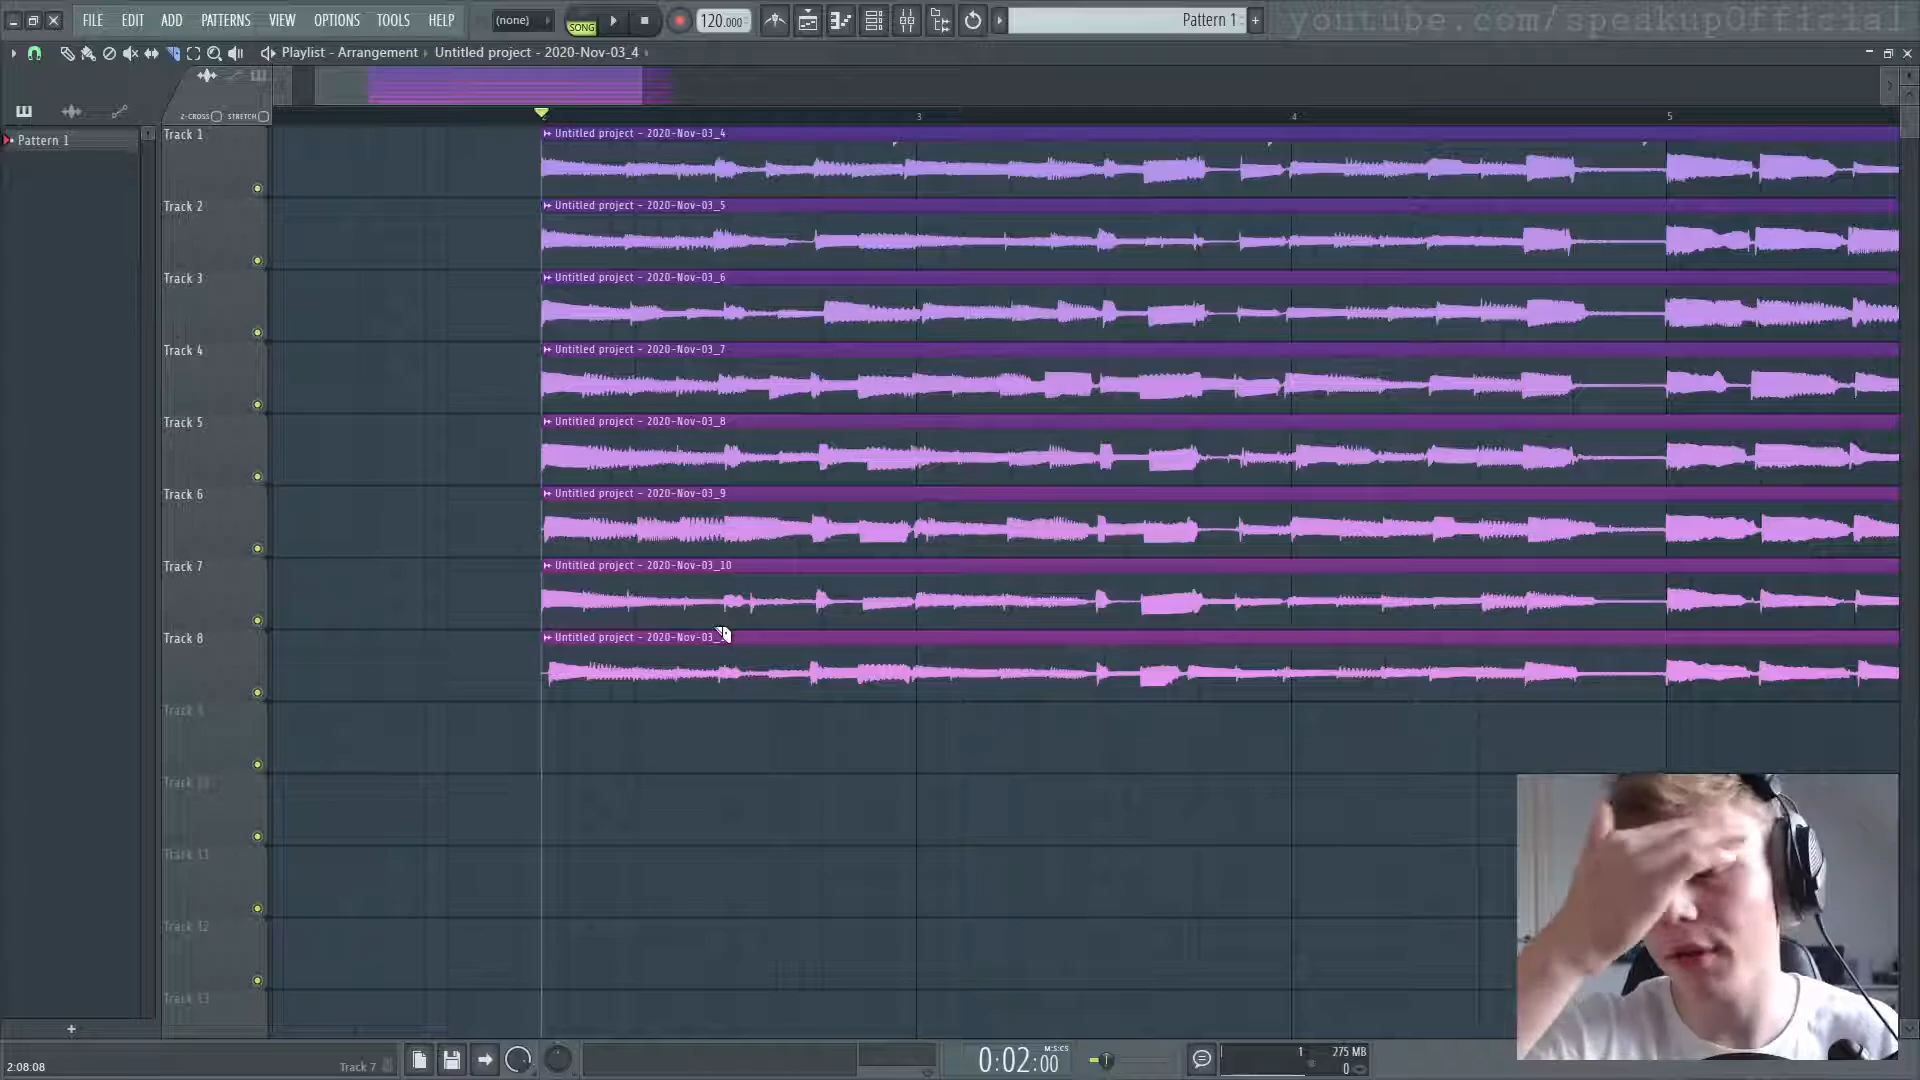 FILE EDIT ADD PATTERNS VIEW OPTIONS TOOLS HELP (none) SONG 120.000 Pattern 1 youtube.com/speakupOfficial
Playlist - Arrangement Untitled project - 2020-Nov-03_4
Z-CROSS STRETCH
3 4 5
Pattern 1
Track 1 Untitled project - 2020-Nov-03_4
Track 2 Untitled project - 2020-Nov-03_5
Track 3 Untitled project - 2020-Nov-03_6
Track 4 Untitled project - 2020-Nov-03_7
Track 5 Untitled project - 2020-Nov-03_8
Track 6 Untitled project - 2020-Nov-03_9
Track 7 Untitled project - 2020-Nov-03_10
Track 8 Untitled project - 2020-Nov-03_
Track 10
Track 11
Track 12
Track 13
2:08:08 Track 7 0:02:00 M:S:CS 1 275 MB
0